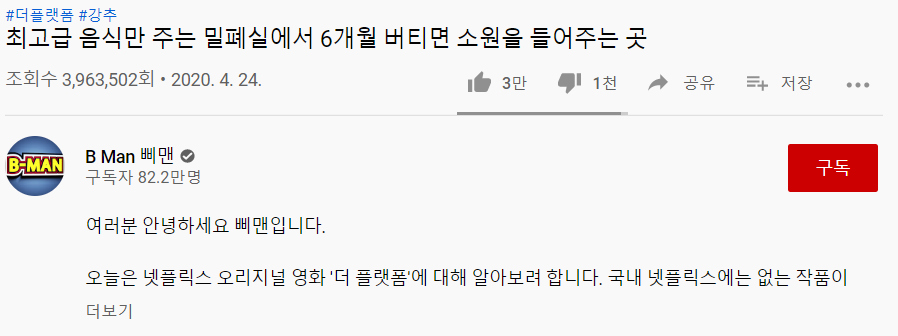 #더플랫폼 #강추
최고급 음식만 주는 밀폐실에서 6개월 버티면 소원을 들어주는 곳
조회수 3,963,502회 • 2020. 4. 24.
3만
1천
공유
저장
B-MAN
B Man 삐맨
구독자 82.2만명
구독
여러분 안녕하세요 삐맨입니다.
오늘은 넷플릭스 오리지널 영화 '더 플랫폼'에 대해 알아보려 합니다. 국내 넷플릭스에는 없는 작품이
더보기